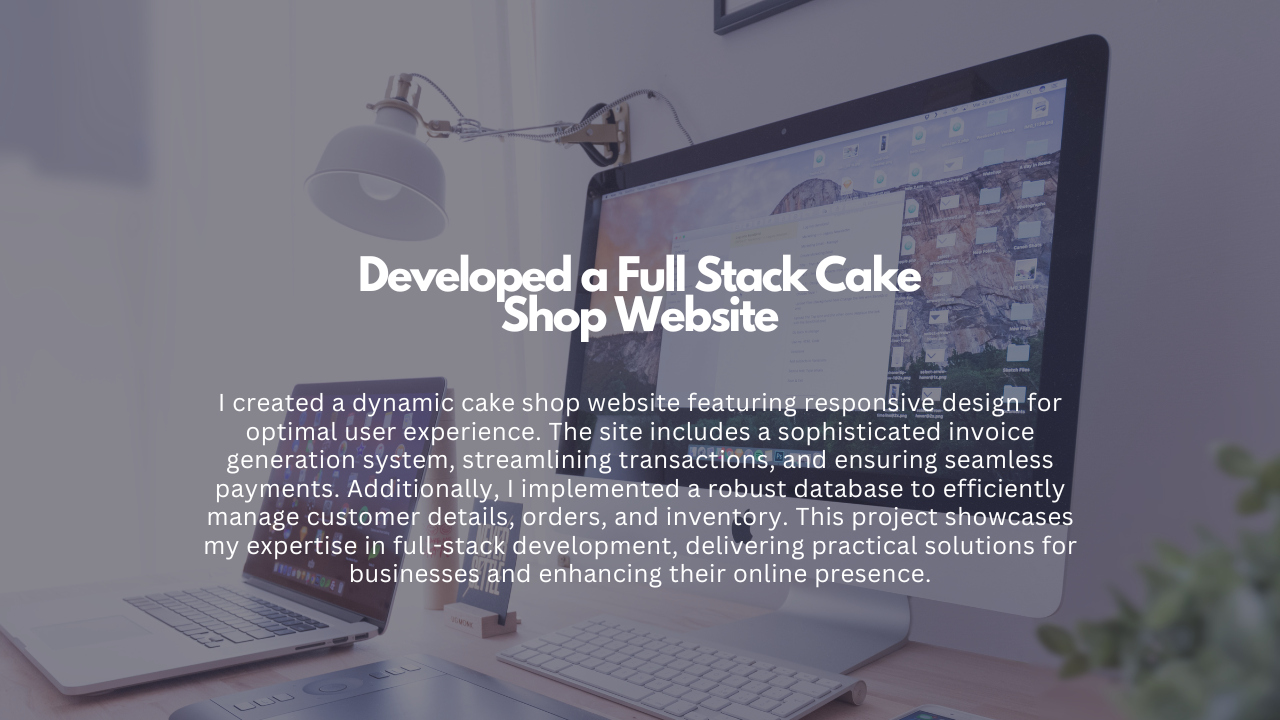 Developed a Full Stack Cake
Shop Website
I created a dynamic cake shop website featuring responsive design for
optimal user experience. The site includes a sophisticated invoice
generation system, streamlining transactions, and ensuring seamless
payments. Additionally, I implemented a robust database to efficiently
manage customer details, orders, and inventory. This project showcases
my expertise in full-stack development, delivering practical solutions for
businesses and enhancing their online presence.